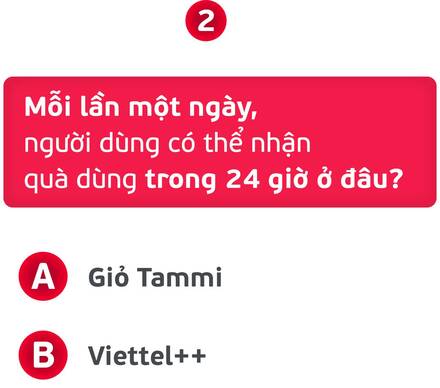 2
Mỗi lần một ngày,
người dùng có thể nhận
quà dùng trong 24 giờ ở đâu?
A Giỏ Tammi
B Viettel++